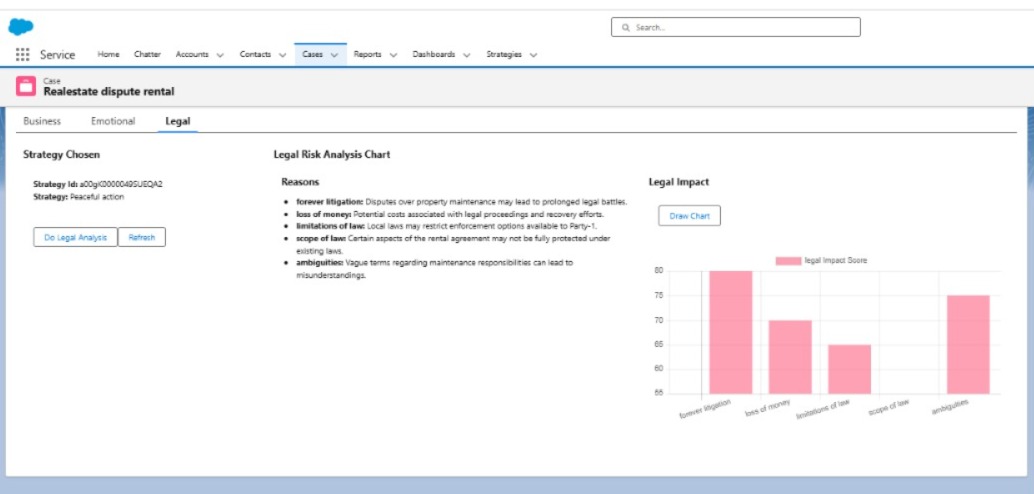 Search...
Service Home Chatter Accounts Contacts Cases Reports Dashboards Strategies
Case
Realestate dispute rental
Business Emotional Legal
Strategy Chosen
Strategy Id: a00gK0000049SUEQA2
Strategy: Peaceful action
Do Legal Analysis Refresh
Legal Risk Analysis Chart
Reasons
forever litigation: Disputes over property maintenance may lead to prolonged legal battles.
loss of money: Potential costs associated with legal proceedings and recovery efforts.
limitations of law: Local laws may restrict enforcement options available to Party-1.
scope of law: Certain aspects of the rental agreement may not be fully protected under
existing laws.
ambiguities: Vague terms regarding maintenance responsibilities can lead to
misunderstandings.
Legal Impact
Draw Chart
legal Impact Score
80
75
70
65
60
55
forever litigation loss of money limitations of law scope of law ambiguities